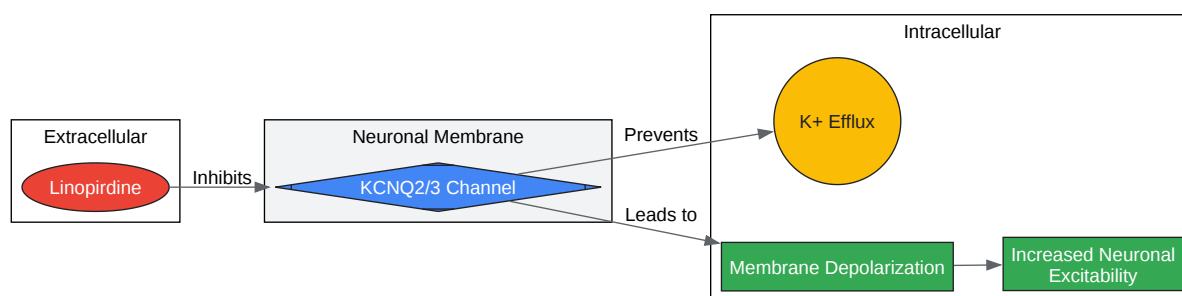 Extracellular
Linopirdine
Inhibits
Neuronal Membrane
KCNQ2/3 Channel
Prevents
Leads to
Intracellular
K+ Efflux
Membrane Depolarization
Increased Neuronal
Excitability